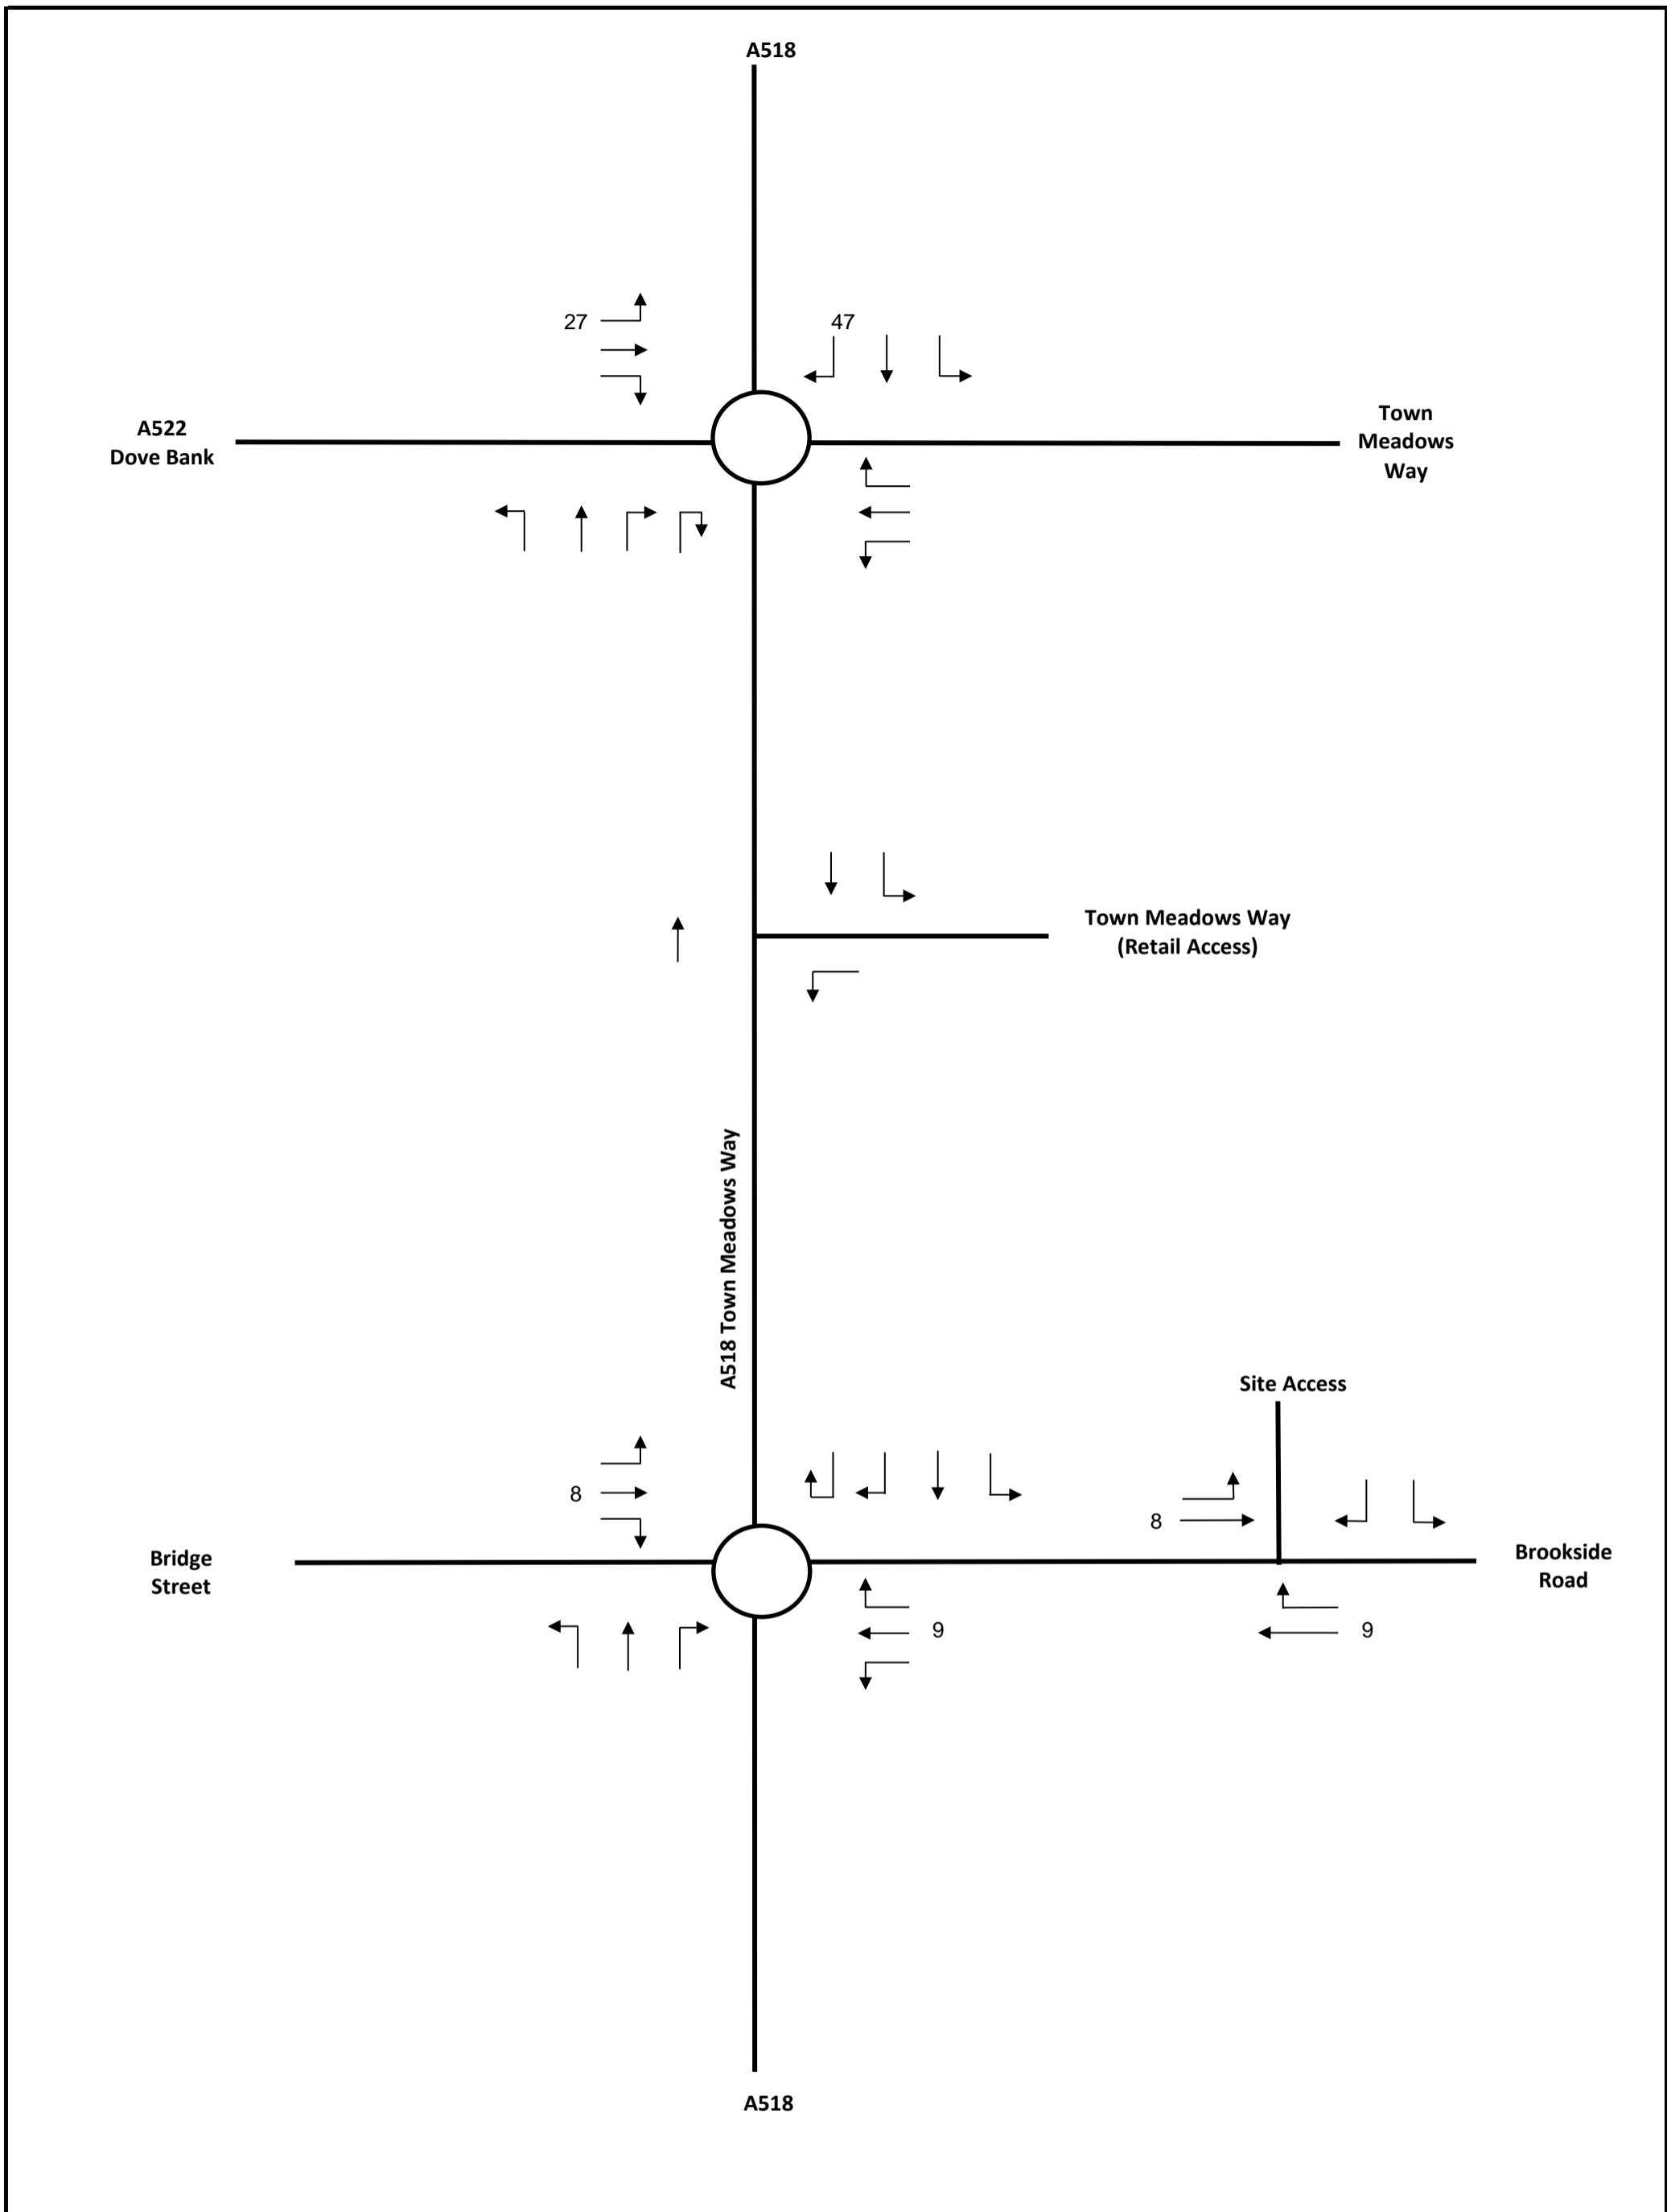 A518
27
47
A522
Dove Bank
Town
Meadows
Way
Town Meadows Way
(Retail Access)
A518 Town Meadows Way
Site Access
8
8
Bridge
Street
Brookside
Road
9
9
A518